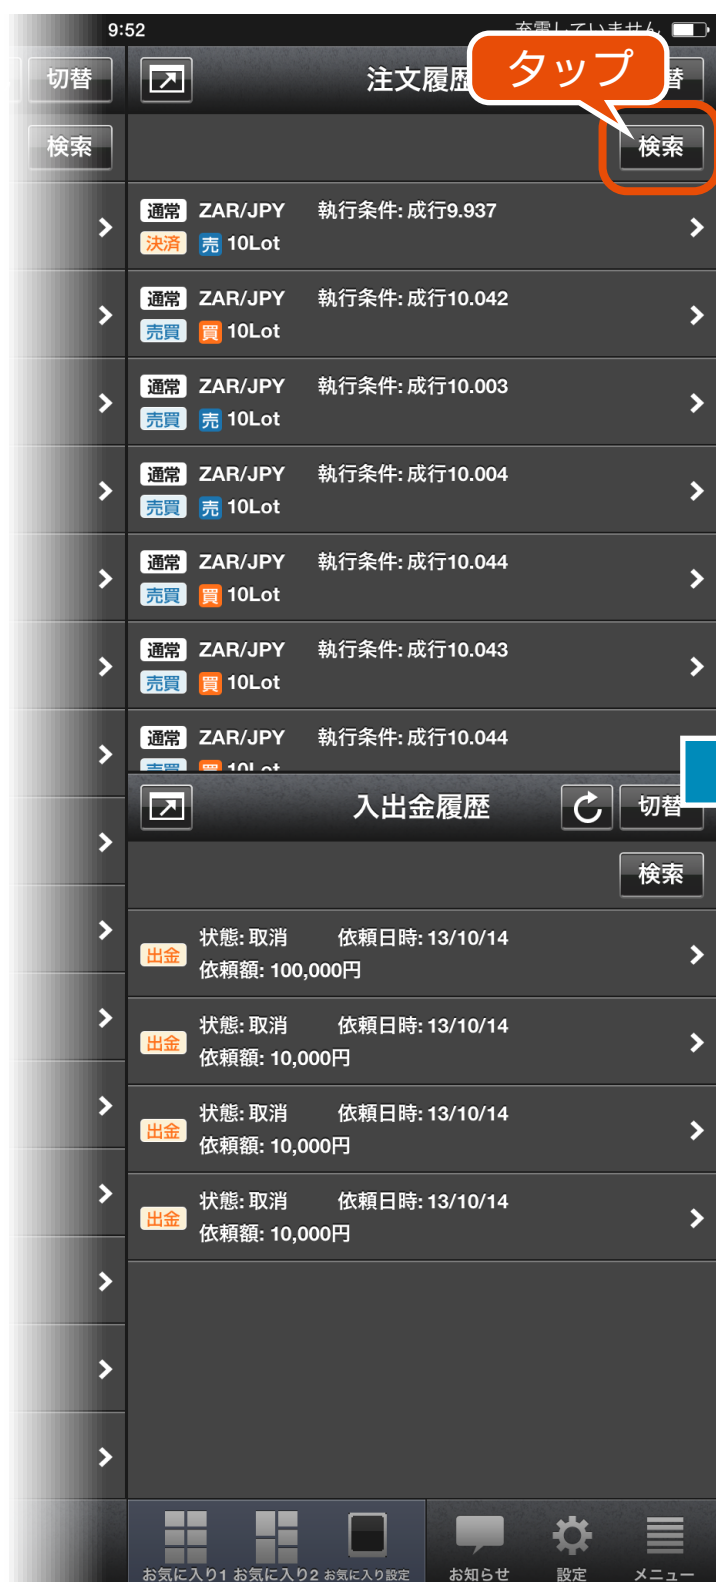 9:52
充電していません
タップ
切替
注文履歴
替
検索
検索
通常 ZAR/JPY 執行条件: 成行9.937
決済 売 10Lot
通常 ZAR/JPY 執行条件: 成行10.042
売買 買 10Lot
通常 ZAR/JPY 執行条件: 成行10.003
売買 売 10Lot
通常 ZAR/JPY 執行条件: 成行10.004
売買 売 10Lot
通常 ZAR/JPY 執行条件: 成行10.044
売買 買 10Lot
通常 ZAR/JPY 執行条件: 成行10.043
売買 買 10Lot
通常 ZAR/JPY 執行条件: 成行10.044
売買 買 10Lot
入出金履歴
切替
検索
状態: 取消 依頼日時: 13/10/14
出金
依頼額: 100,000円
状態: 取消 依頼日時: 13/10/14
出金
依頼額: 10,000円
状態: 取消 依頼日時: 13/10/14
出金
依頼額: 10,000円
状態: 取消 依頼日時: 13/10/14
出金
依頼額: 10,000円
お気に入り1 お気に入り2 お気に入り設定 お知らせ 設定 メニュー